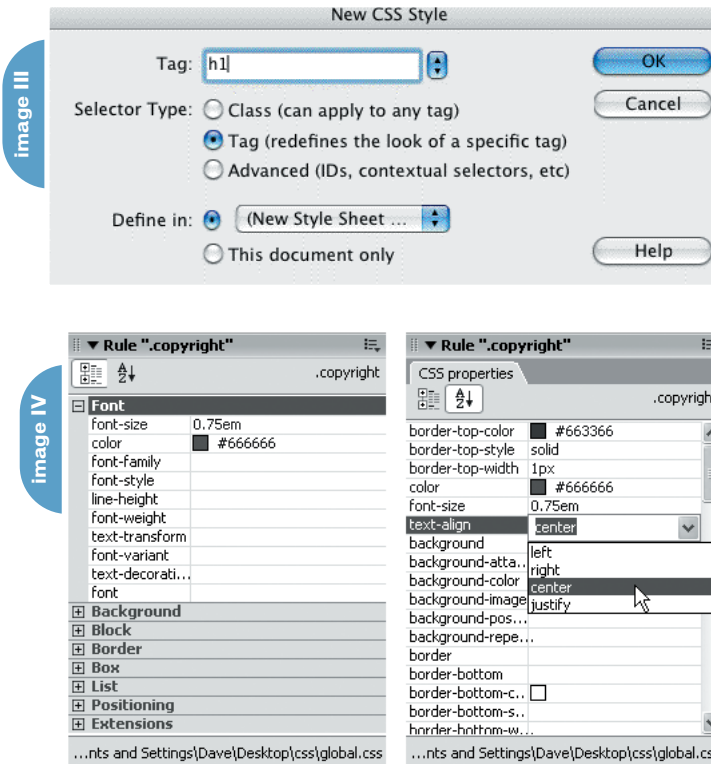 New CSS Style
image III
Tag: h1
OK
Selector Type: Class (can apply to any tag)
Cancel
Tag (redefines the look of a specific tag)
Advanced (IDs, contextual selectors, etc)
Define in: (New Style Sheet ...
This document only
Help
image IV
Rule ".copyright"
A Z .copyright
Font
font-size 0.75em
color #666666
font-family
font-style
line-height
font-weight
text-transform
font-variant
text-decorati...
font
Background
Block
Border
Box
List
Positioning
Extensions
...nts and Settings\Dave\Desktop\css\global.css
Rule ".copyright"
CSS properties
A Z .copyrigh
border-top-color #663366
border-top-style solid
border-top-width 1px
color #666666
font-size 0.75em
text-align center
background
left
background-atta..
right
background-color
center
background-image
justify
background-pos...
background-repe...
border
border-bottom
border-bottom-c..
border-bottom-s..
border-bottom-w...
...nts and Settings\Dave\Desktop\css\global.cs